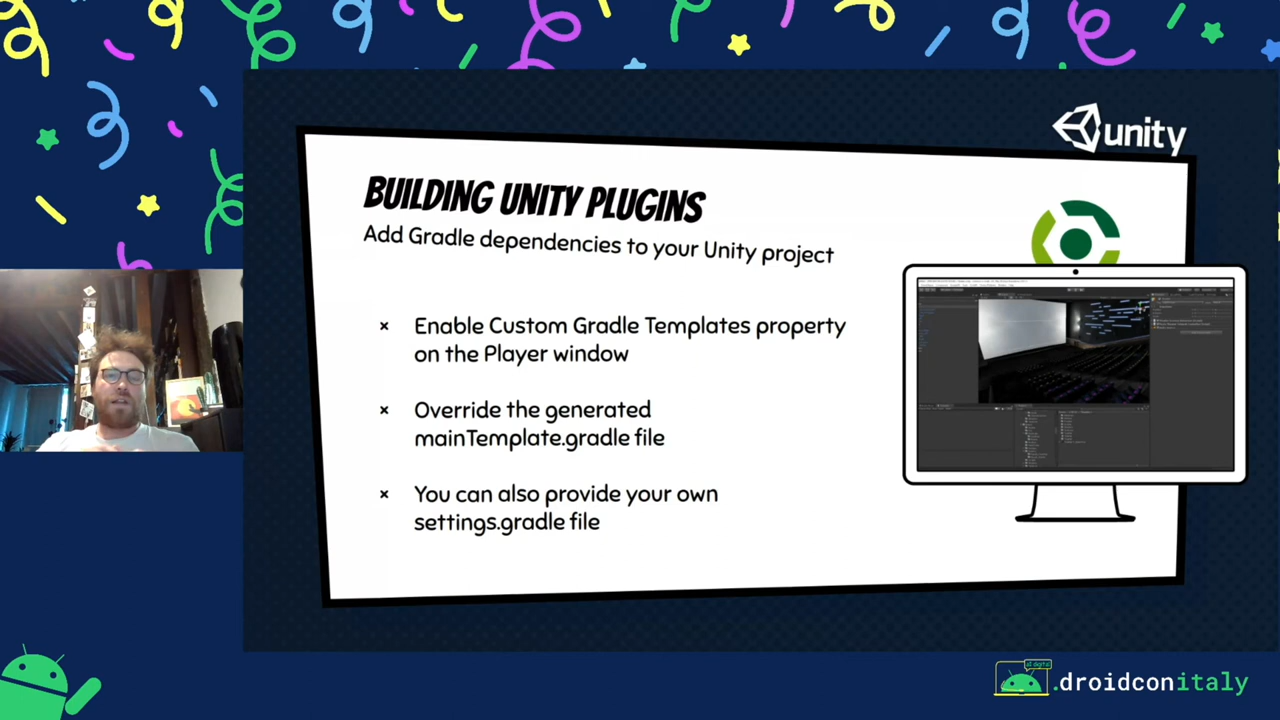 unity
BUILDING UNITY PLUGINS
Add Gradle dependencies to your Unity project
× Enable Custom Gradle Templates property
on the Player window
× Override the generated
mainTemplate.gradle file
× You can also provide your own
settings.gradle file
.droidconitaly